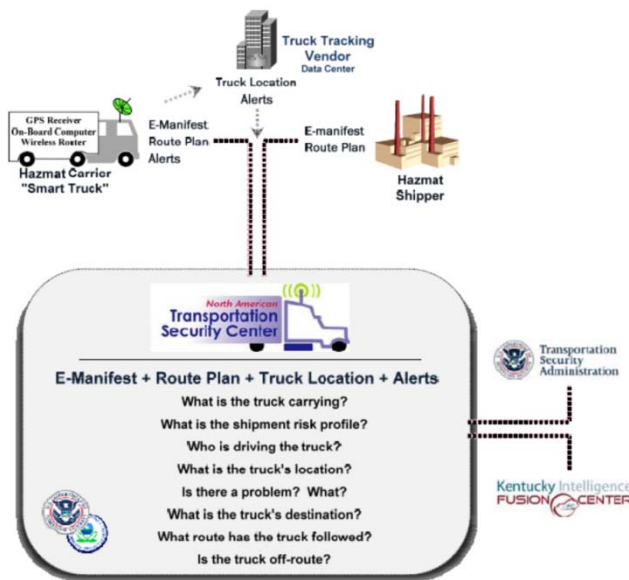 Truck Tracking
Vendor
Data Center
Truck Location
Alerts
GPS Receiver
On-Board Computer
Wireless Router
Hazmat Carrier
"Smart Truck"
E-Manifest
Route Plan
Alerts
E-manifest
Route Plan
Hazmat
Shipper
North American
Transportation
Security Center
E-Manifest + Route Plan + Truck Location + Alerts
What is the truck carrying?
What is the shipment risk profile?
Who is driving the truck?
What is the truck's location?
Is there a problem? What?
What is the truck's destination?
What route has the truck followed?
Is the truck off-route?
Transportation
Security
Administration
Kentucky Intelligence
FUSION CENTER